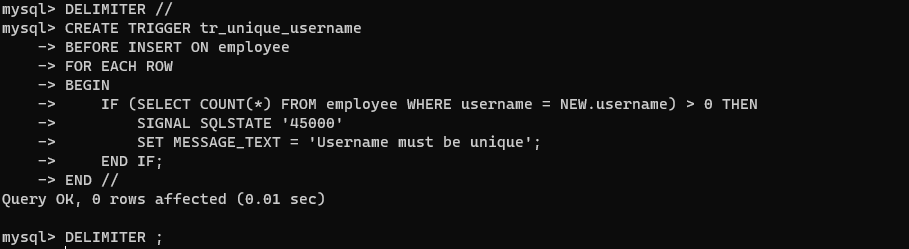 mysql> DELIMITER //
mysql> CREATE TRIGGER tr_unique_username
    -> BEFORE INSERT ON employee
    -> FOR EACH ROW
    -> BEGIN
    ->     IF (SELECT COUNT(*) FROM employee WHERE username = NEW.username) > 0 THEN
    ->         SIGNAL SQLSTATE '45000'
    ->         SET MESSAGE_TEXT = 'Username must be unique';
    ->     END IF;
    -> END //
Query OK, 0 rows affected (0.01 sec)

mysql> DELIMITER ;